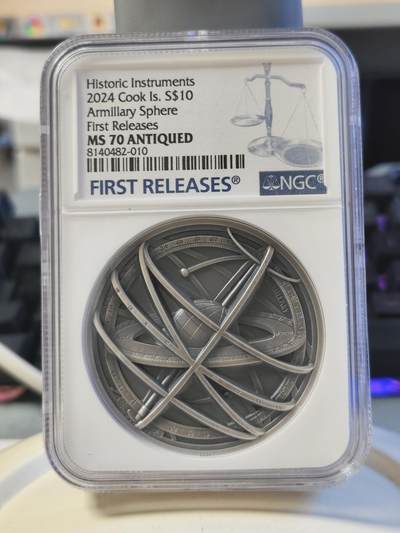 Historic Instruments
2024 Cook Is. S$10
Armillary Sphere
First Releases
MS 70 ANTIQUED
8140482-010
FIRST RELEASES®
NGC®